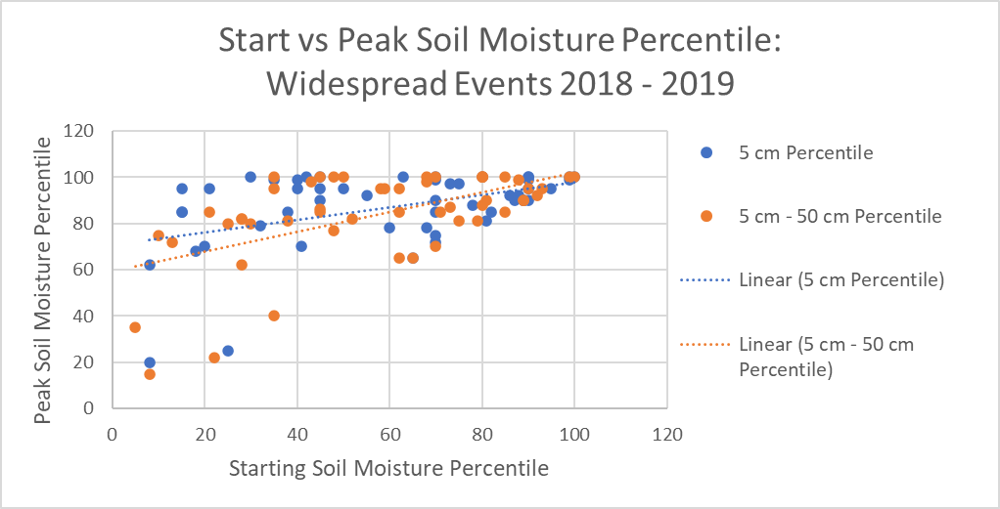 Start vs Peak Soil Moisture Percentile:
Widespread Events 2018 - 2019
Peak Soil Moisture Percentile
120
100
80
60
40
20
0
0 20 40 60 80 100 120
Starting Soil Moisture Percentile
5 cm Percentile
5 cm - 50 cm Percentile
Linear (5 cm Percentile)
Linear (5 cm - 50 cm
Percentile)